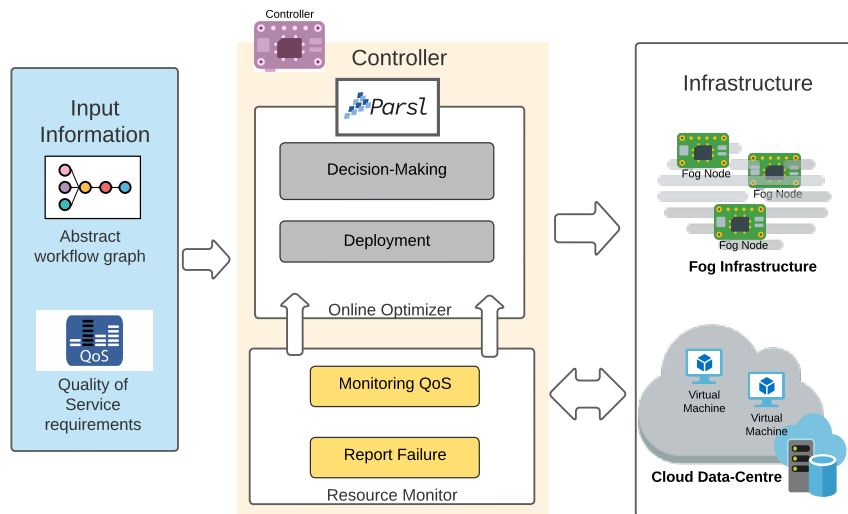 Input
Information
Abstract
workflow graph
QoS
Quality of
Service
requirements
Controller
Controller
Parsl
Decision-Making
Deployment
Online Optimizer
Monitoring QoS
Report Failure
Resource Monitor
Infrastructure
Fog Node
Fog Node
Fog Node
Fog Infrastructure
Virtual
Machine
Virtual
Machine
Cloud Data-Centre